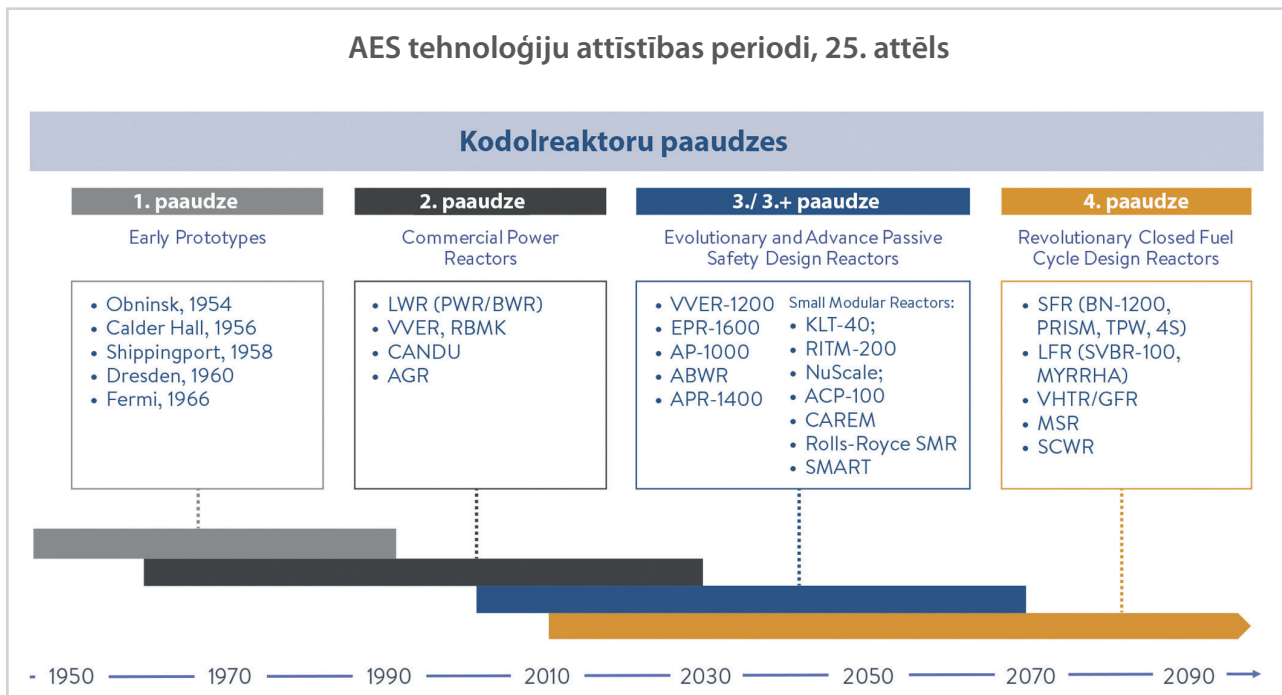 AES tehnoloģiju attīstības periodi, 25. attēls
Kodolreaktoru paaudzes
1. paaudze
Early Prototypes
• Obninsk, 1954
• Calder Hall, 1956
• Shippingport, 1958
• Dresden, 1960
• Fermi, 1966
2. paaudze
Commercial Power
Reactors
• LWR (PWR/BWR)
• VVER, RBMK
• CANDU
• AGR
3./ 3.+ paaudze
Evolutionary and Advance Passive
Safety Design Reactors
• VVER-1200
• EPR-1600
• AP-1000
• ABWR
• APR-1400
Small Modular Reactors:
• KLT-40;
• RITM-200
• NuScale;
• ACP-100
• CAREM
• Rolls-Royce SMR
• SMART
4. paaudze
Revolutionary Closed Fuel
Cycle Design Reactors
• SFR (BN-1200,
PRISM, TPW, 4S)
• LFR (SVBR-100,
MYRRHA)
• VHTR/GFR
• MSR
• SCWR
1950 1970 1990 2010 2030 2050 2070 2090